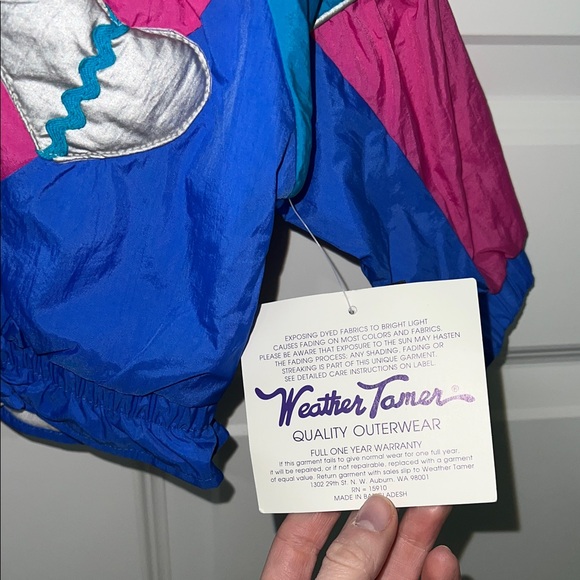 EXPOSING DYED FABRICS TO BRIGHT LIGHT
CAUSES FADING ON MOST COLORS AND FABRICS.
PLEASE BE AWARE THAT EXPOSURE TO THE SUN MAY HASTEN
THE FADING PROCESS; ANY SHADING, FADING OR
STREAKING IS PART OF THIS UNIQUE GARMENT.
SEE DETAILED CARE INSTRUCTIONS ON LABEL.
Weather Tamer®
QUALITY OUTERWEAR
FULL ONE YEAR WARRANTY
If this garment fails to give normal wear for one full year,
it will be repaired, or if not repairable, replaced with a garment
of equal value. Return garment with sales slip to Weather Tamer
1302 29th St. N. W. Auburn, WA 98001
RN = 15910
MADE IN BANGLADESH